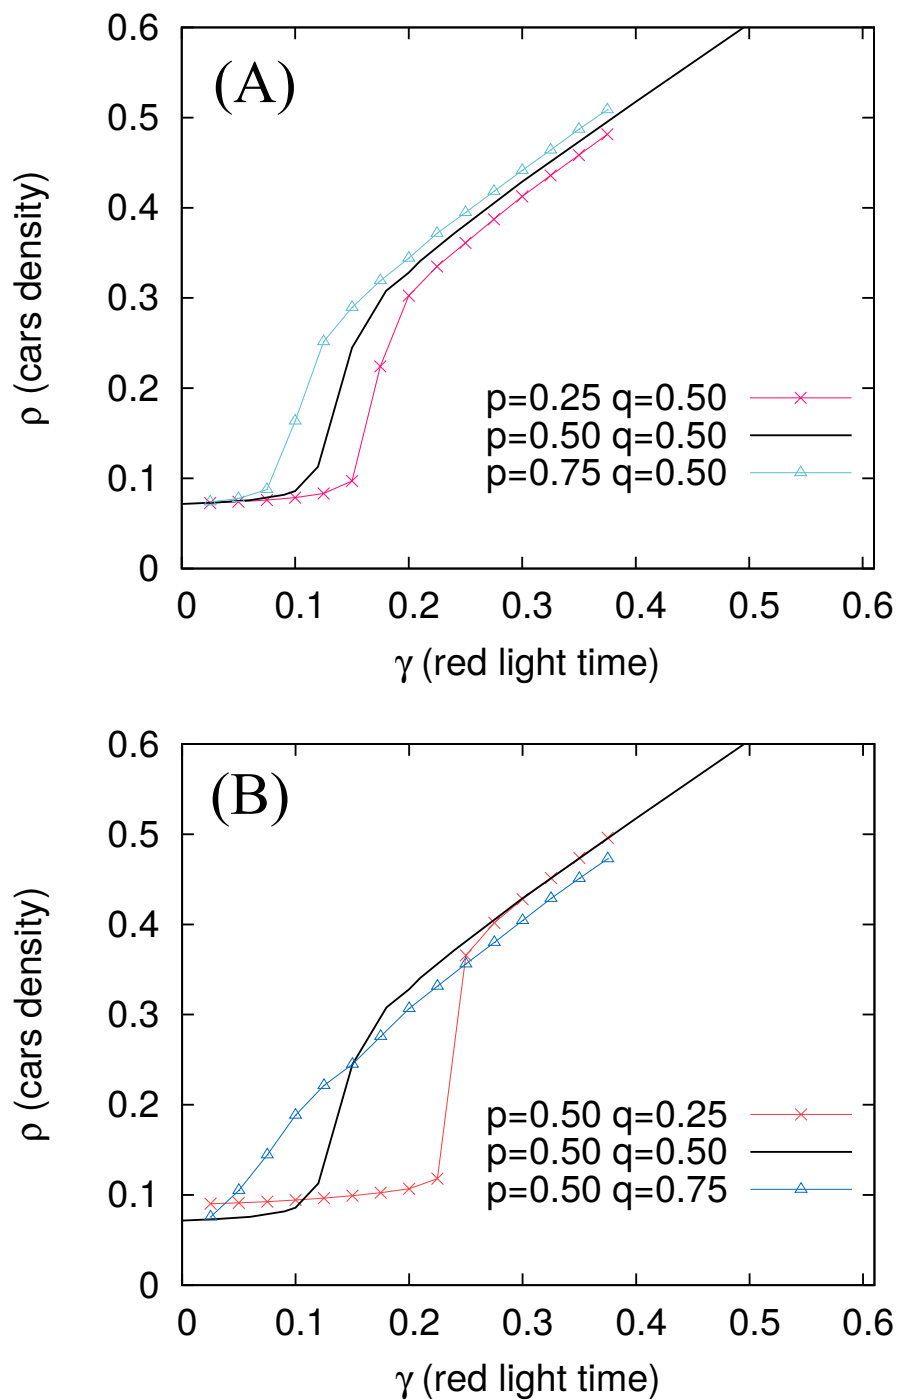 (A)
ρ (cars density)
0.6
0.5
0.4
0.3
0.2
0.1
0
p=0.25 q=0.50
p=0.50 q=0.50
p=0.75 q=0.50
0 0.1 0.2 0.3 0.4 0.5 0.6
γ (red light time)
(B)
ρ (cars density)
0.6
0.5
0.4
0.3
0.2
0.1
0
p=0.50 q=0.25
p=0.50 q=0.50
p=0.50 q=0.75
0 0.1 0.2 0.3 0.4 0.5 0.6
γ (red light time)